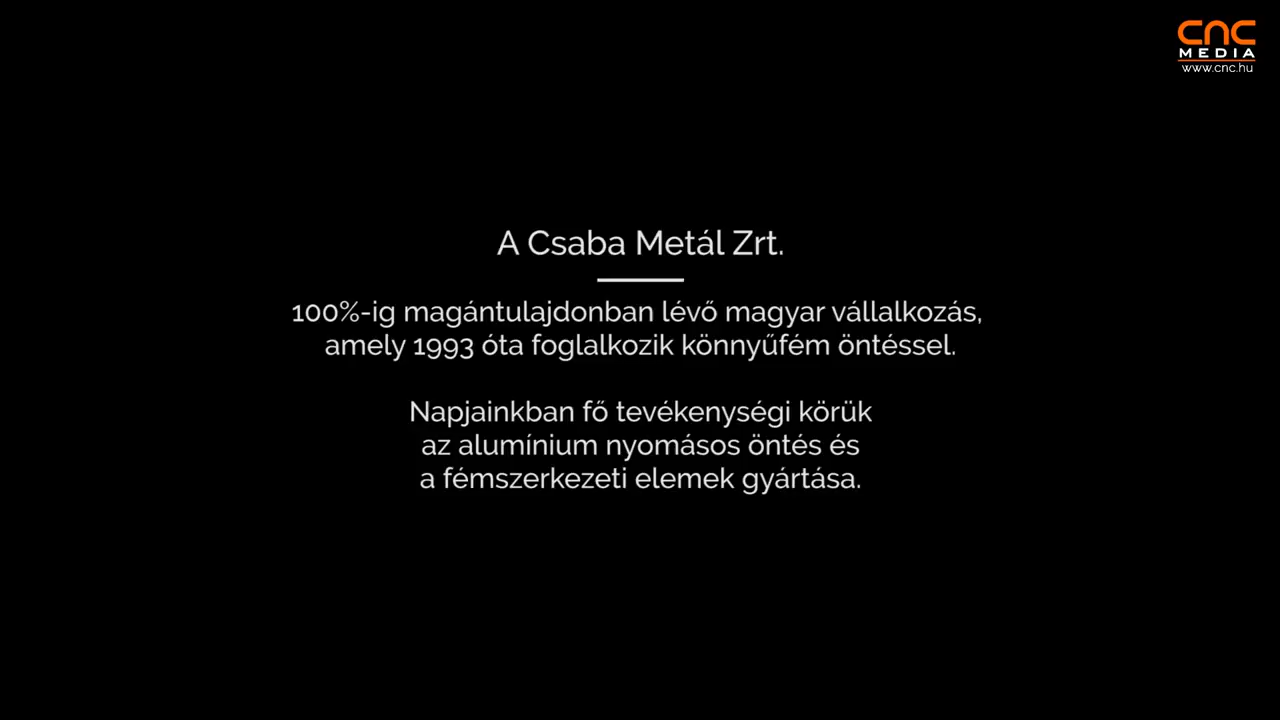 CNC
MEDIA
www.cnc.hu
A Csaba Metál Zrt.
100%-ig magántulajdonban lévő magyar vállalkozás,
amely 1993 óta foglalkozik könnyűfém öntéssel.
Napjainkban fő tevékenységi körük
az alumínium nyomásos öntés és
a fémszerkezeti elemek gyártása.